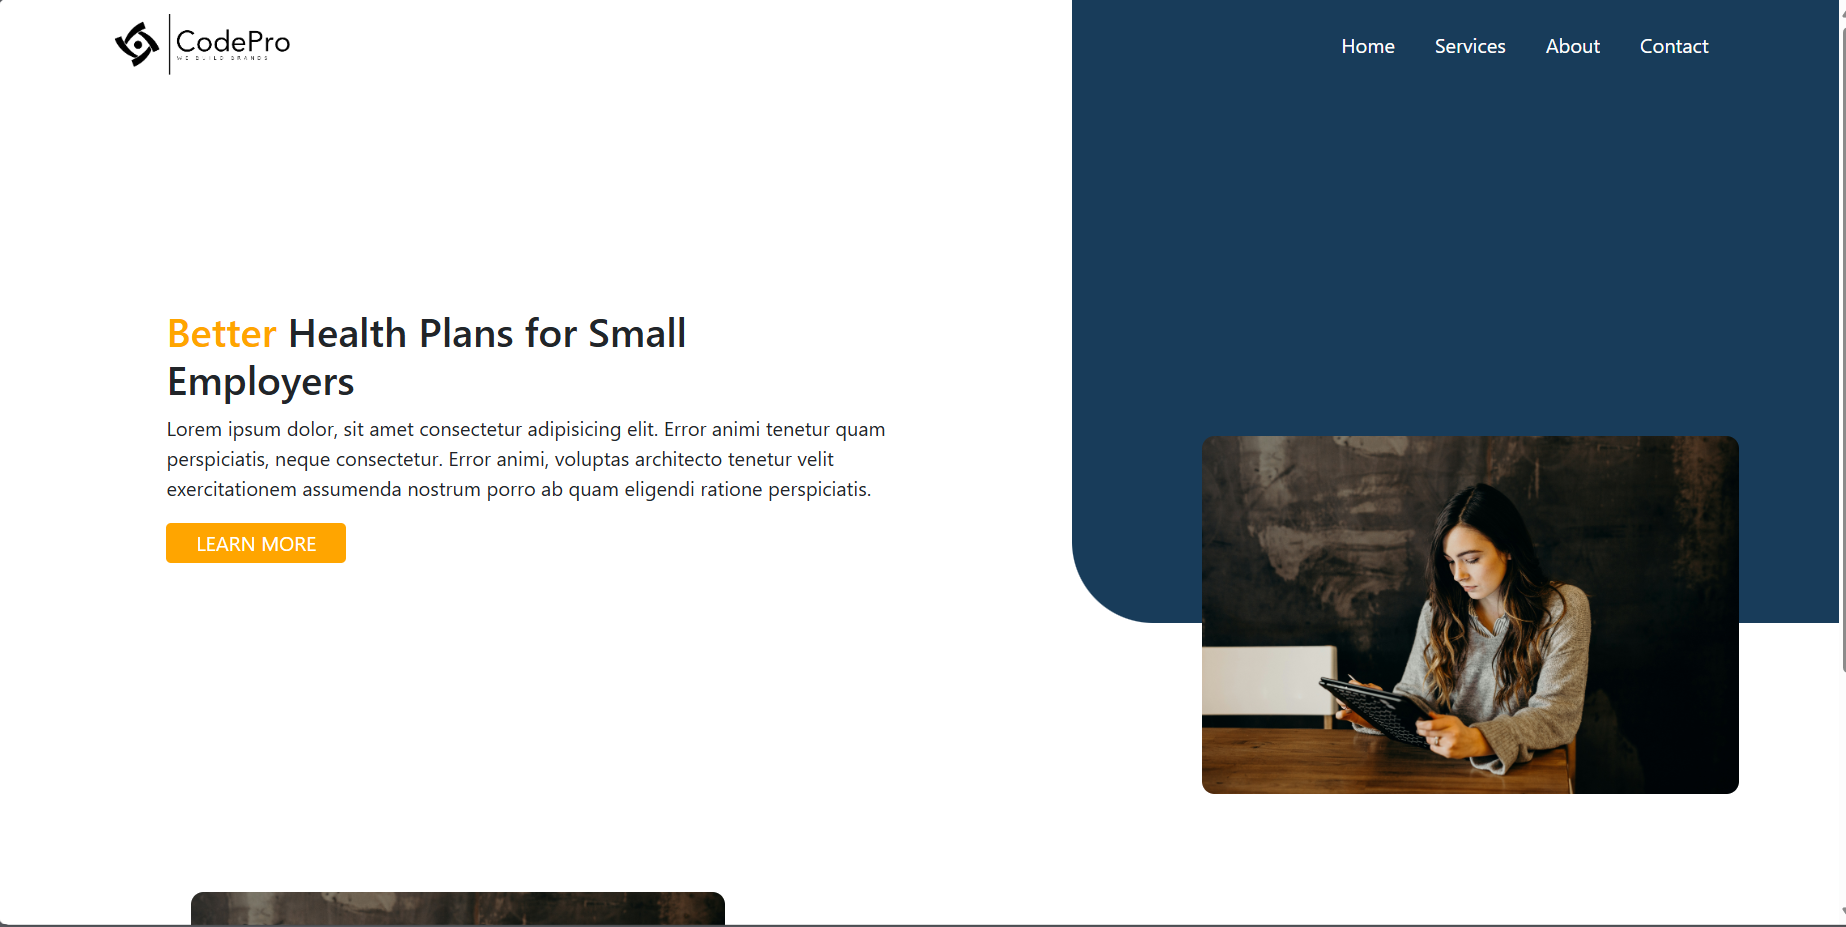 CodePro
WE BUILD BRANDS
Home Services About Contact
Better Health Plans for Small
Employers
Lorem ipsum dolor, sit amet consectetur adipisicing elit. Error animi tenetur quam
perspiciatis, neque consectetur. Error animi, voluptas architecto tenetur velit
exercitationem assumenda nostrum porro ab quam eligendi ratione perspiciatis.
LEARN MORE